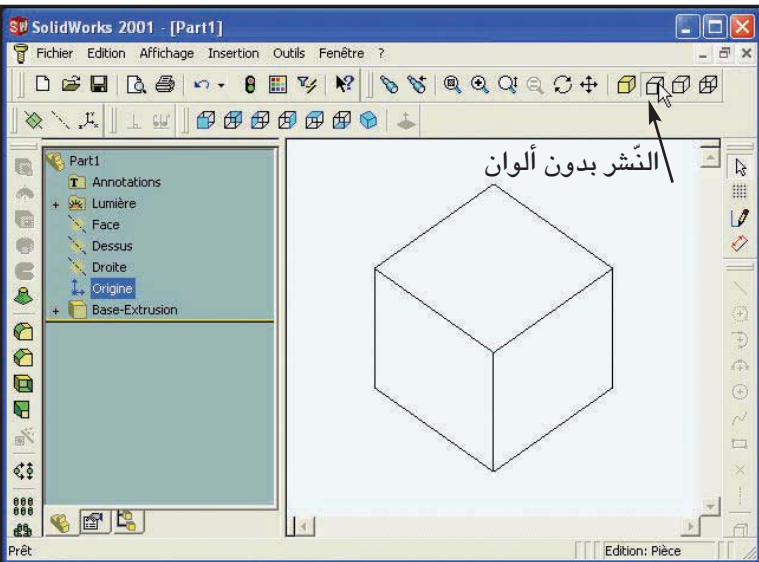 SolidWorks 2001 - [Part1]
Fichier Edition Affichage Insertion Outils Fenêtre ?
النّشر بدون ألوان
Part1
Annotations
Lumière
Face
Dessus
Droite
Origine
Base-Extrusion
Prêt
Edition: Pièce